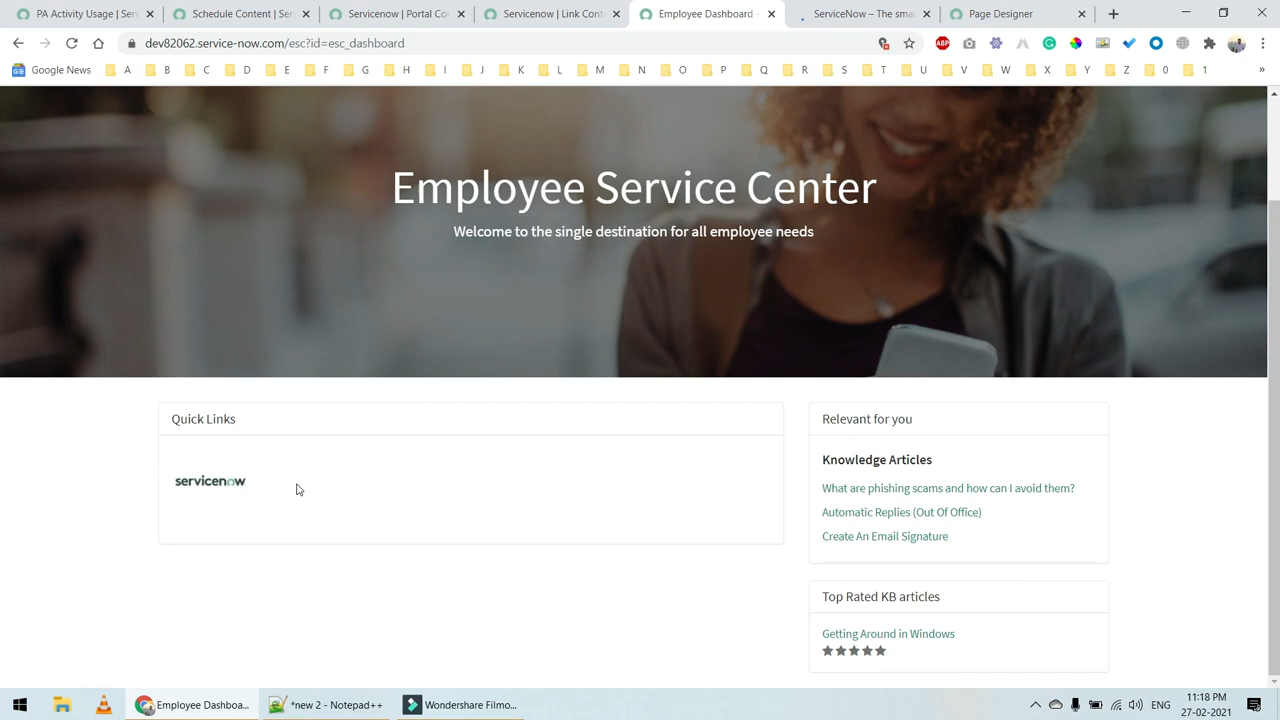 PA Activity Usage | Servi
Schedule Content | Serv
Servicenow | Portal Co
Servicenow | Link Cont
Employee Dashboard -
ServiceNow – The sma
Page Designer
dev82062.service-now.com/esc?id=esc_dashboard
ABP
Google News
A
B
C
D
E
F
G
H
I
J
K
L
M
N
O
P
Q
R
S
T
U
V
W
X
Y
Z
0
1
»
Employee Service Center
Welcome to the single destination for all employee needs
Quick Links
servicenow
Relevant for you
Knowledge Articles
What are phishing scams and how can I avoid them?
Automatic Replies (Out Of Office)
Create An Email Signature
Top Rated KB articles
Getting Around in Windows
Employee Dashboa...
*new 2 - Notepad++
Wondershare Filmo...
ENG
11:18 PM
27-02-2021